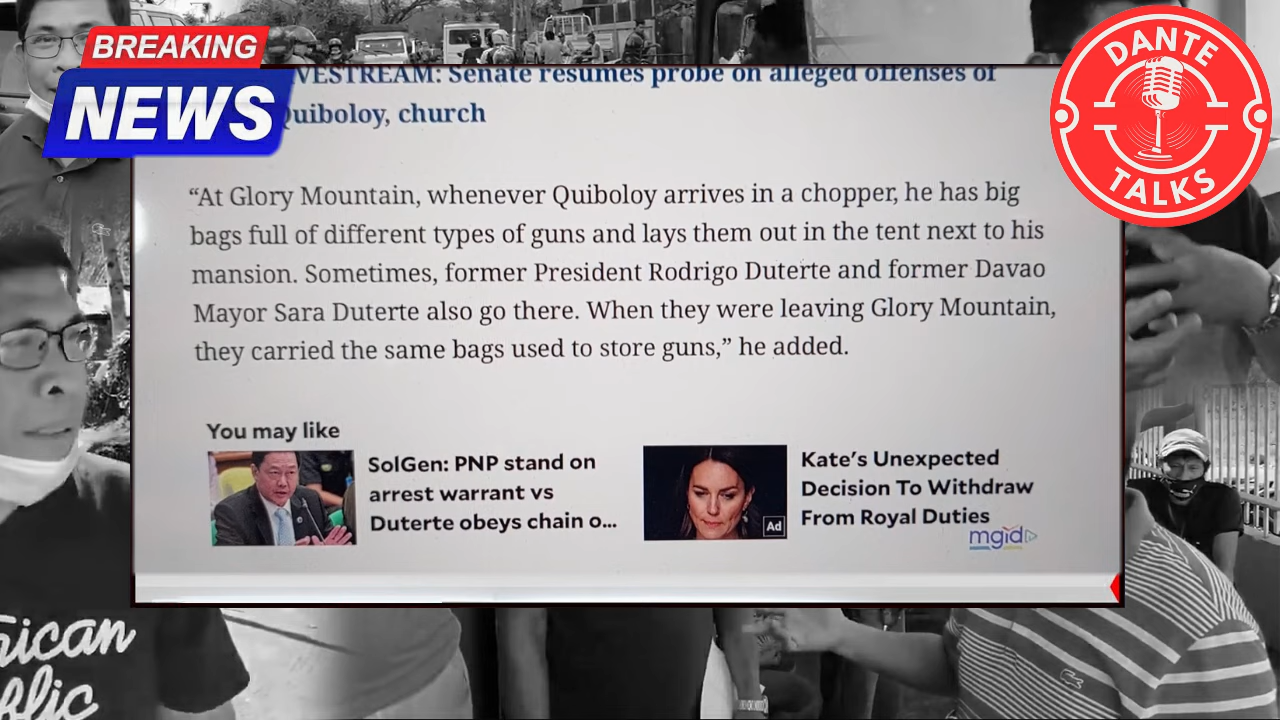 BREAKING
NEWS
VESTREAM: Senate resumes probe on alleged offenses of
Quiboloy, church
DANTE
TALKS
“At Glory Mountain, whenever Quiboloy arrives in a chopper, he has big
bags full of different types of guns and lays them out in the tent next to his
mansion. Sometimes, former President Rodrigo Duterte and former Davao
Mayor Sara Duterte also go there. When they were leaving Glory Mountain,
they carried the same bags used to store guns,” he added.
You may like
SolGen: PNP stand on
arrest warrant vs
Duterte obeys chain o...
Ad
Kate's Unexpected
Decision To Withdraw
From Royal Duties
mgid
rican